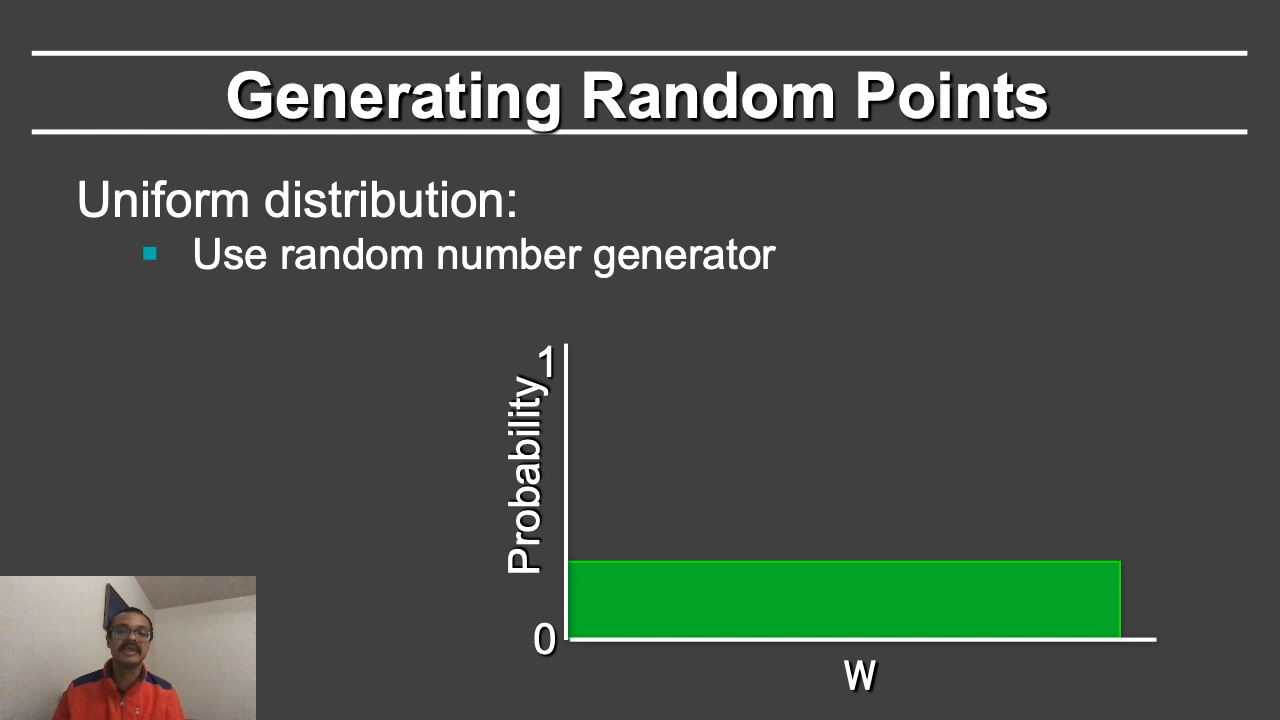 Generating Random Points
Uniform distribution:
Use random number generator
1
Probability
0
W